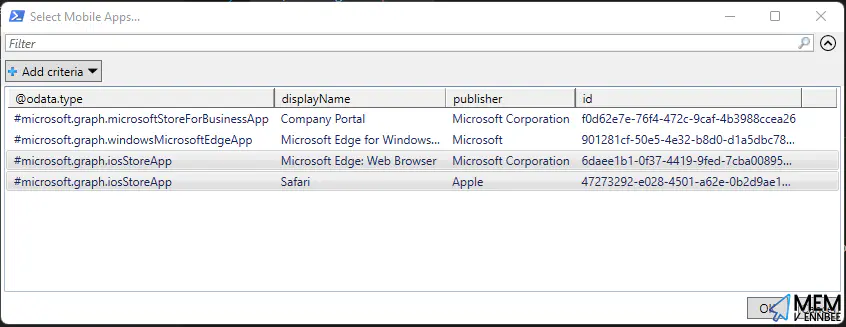 Select Mobile Apps...
Filter
Add criteria
@odata.type displayName publisher id
#microsoft.graph.microsoftStoreForBusinessApp Company Portal Microsoft Corporation f0d62e7e-76f4-472c-9caf-4b3988ccea26
#microsoft.graph.windowsMicrosoftEdgeApp Microsoft Edge for Windows... Microsoft 901281cf-50e5-4e32-b8d0-d1a5dbc78...
#microsoft.graph.iosStoreApp Microsoft Edge: Web Browser Microsoft Corporation 6daee1b1-0f37-4419-9fed-7cba00895...
#microsoft.graph.iosStoreApp Safari Apple 47273292-e028-4501-a62e-0b2d9ae1...
MEM
V ENNBEE